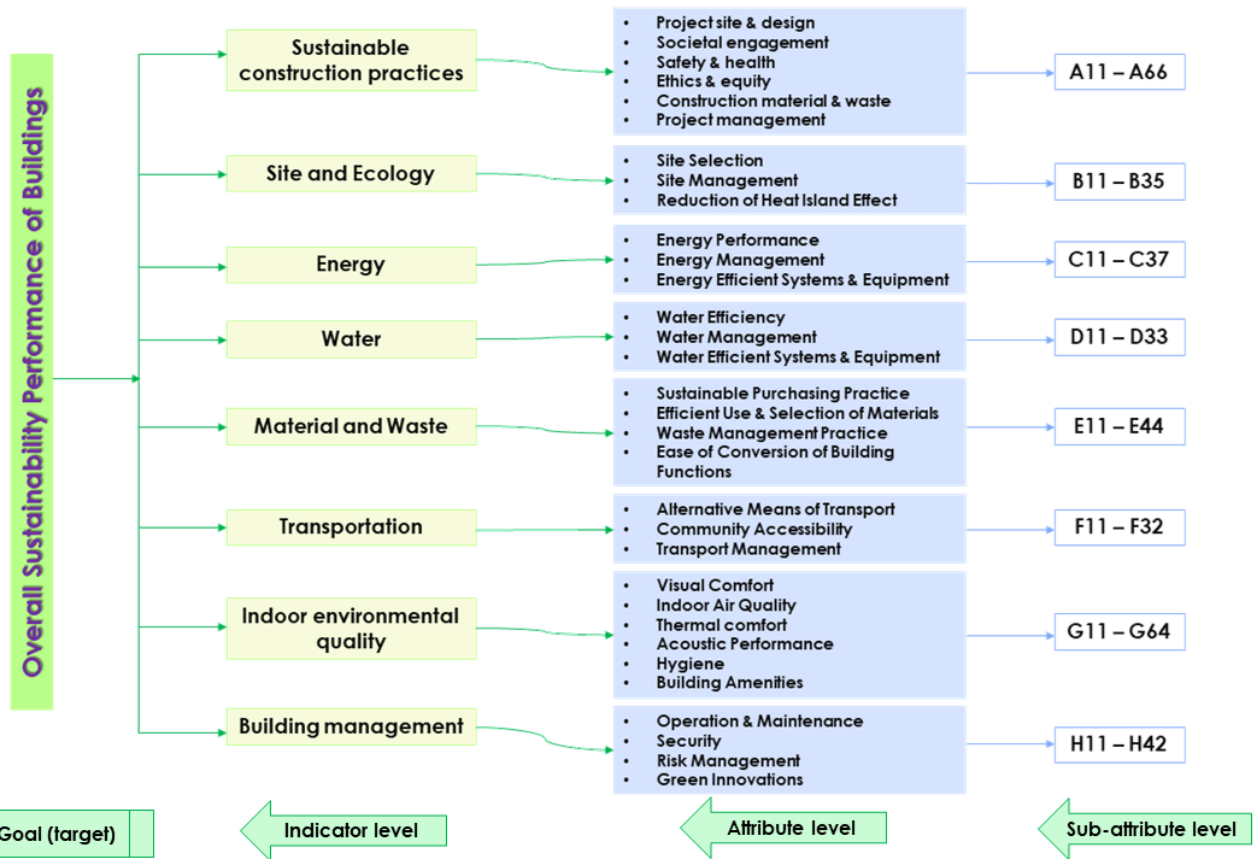 Overall Sustainability Performance of Buildings
Sustainable
construction practices
• Project site & design
• Societal engagement
• Safety & health
• Ethics & equity
• Construction material & waste
• Project management
A11 – A66
Site and Ecology
• Site Selection
• Site Management
• Reduction of Heat Island Effect
B11 – B35
Energy
• Energy Performance
• Energy Management
• Energy Efficient Systems & Equipment
C11 – C37
Water
• Water Efficiency
• Water Management
• Water Efficient Systems & Equipment
D11 – D33
Material and Waste
• Sustainable Purchasing Practice
• Efficient Use & Selection of Materials
• Waste Management Practice
• Ease of Conversion of Building
Functions
E11 – E44
Transportation
• Alternative Means of Transport
• Community Accessibility
• Transport Management
F11 – F32
Indoor environmental
quality
• Visual Comfort
• Indoor Air Quality
• Thermal comfort
• Acoustic Performance
• Hygiene
• Building Amenities
G11 – G64
Building management
• Operation & Maintenance
• Security
• Risk Management
• Green Innovations
H11 – H42
Goal (target)
Indicator level
Attribute level
Sub-attribute level